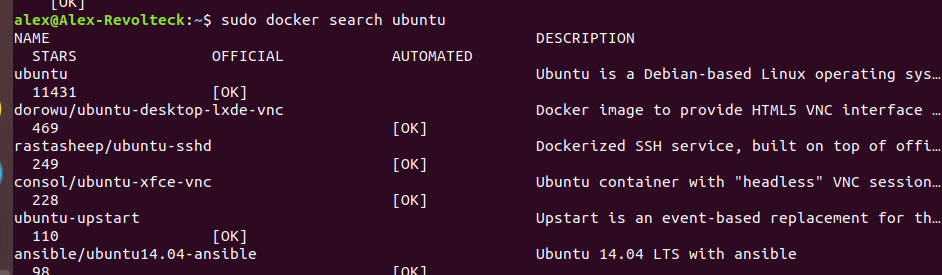 [OK]
alex@Alex-Revolteck:~$ sudo docker search ubuntu
NAME DESCRIPTION
STARS OFFICIAL AUTOMATED
ubuntu Ubuntu is a Debian-based Linux operating sys…
11431 [OK]
dorowu/ubuntu-desktop-lxde-vnc Docker image to provide HTML5 VNC interface …
469 [OK]
rastasheep/ubuntu-sshd Dockerized SSH service, built on top of offi…
249 [OK]
consol/ubuntu-xfce-vnc Ubuntu container with "headless" VNC session…
228 [OK]
ubuntu-upstart Upstart is an event-based replacement for th…
110 [OK]
ansible/ubuntu14.04-ansible Ubuntu 14.04 LTS with ansible
98 [OK]